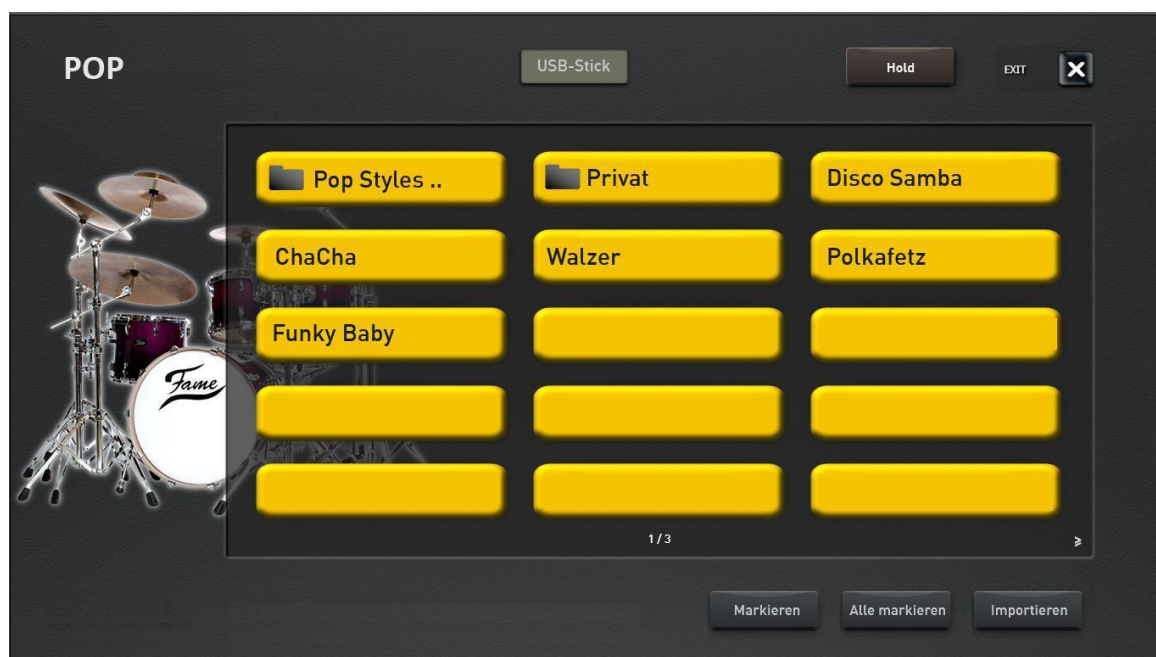 POP
USB-Stick
Hold
EXIT
Pop Styles ..
Privat
Disco Samba
ChaCha
Walzer
Polkafetz
Funky Baby
Fame
1 / 3
Markieren
Alle markieren
Importieren